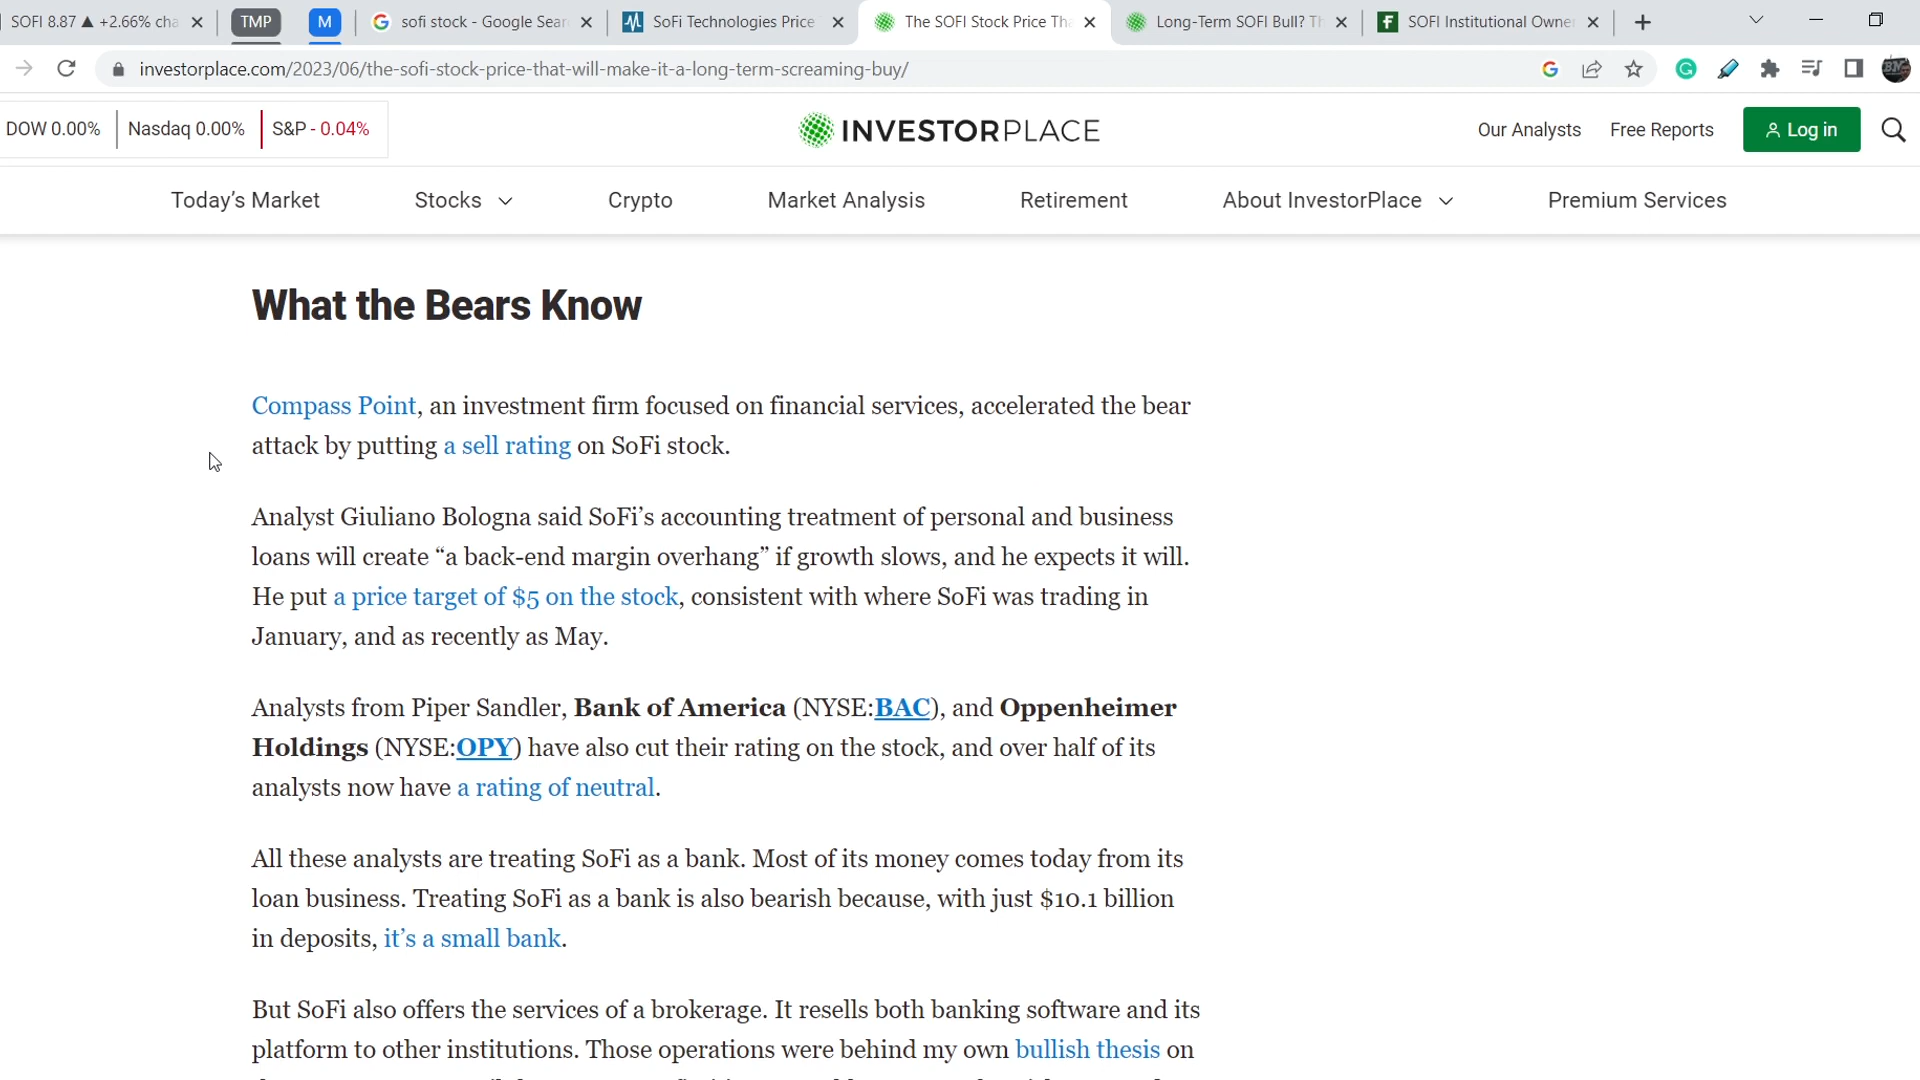 SOFI 8.87 ▲ +2.66% cha
TMP
M
sofi stock - Google Sear
SoFi Technologies Price
The SOFI Stock Price Tha
Long-Term SOFI Bull? Th
SOFI Institutional Owner
investorplace.com/2023/06/the-sofi-stock-price-that-will-make-it-a-long-term-screaming-buy/
DOW 0.00% Nasdaq 0.00% S&P - 0.04%
INVESTORPLACE
Our Analysts Free Reports Log in
Today’s Market Stocks Crypto Market Analysis Retirement About InvestorPlace Premium Services
What the Bears Know
Compass Point, an investment firm focused on financial services, accelerated the bear
attack by putting a sell rating on SoFi stock.
Analyst Giuliano Bologna said SoFi’s accounting treatment of personal and business
loans will create “a back-end margin overhang” if growth slows, and he expects it will.
He put a price target of $5 on the stock, consistent with where SoFi was trading in
January, and as recently as May.
Analysts from Piper Sandler, Bank of America (NYSE:BAC), and Oppenheimer
Holdings (NYSE:OPY) have also cut their rating on the stock, and over half of its
analysts now have a rating of neutral.
All these analysts are treating SoFi as a bank. Most of its money comes today from its
loan business. Treating SoFi as a bank is also bearish because, with just $10.1 billion
in deposits, it’s a small bank.
But SoFi also offers the services of a brokerage. It resells both banking software and its
platform to other institutions. Those operations were behind my own bullish thesis on